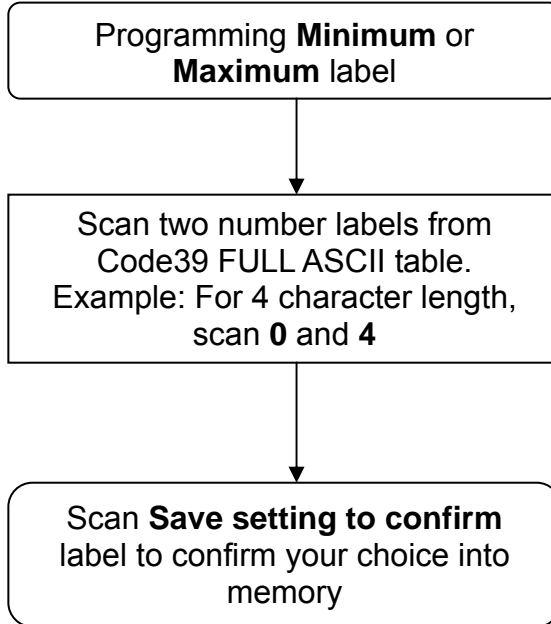 Programming Minimum or
Maximum label
Scan two number labels from
Code39 FULL ASCII table.
Example: For 4 character length,
scan 0 and 4
Scan Save setting to confirm
label to confirm your choice into
memory